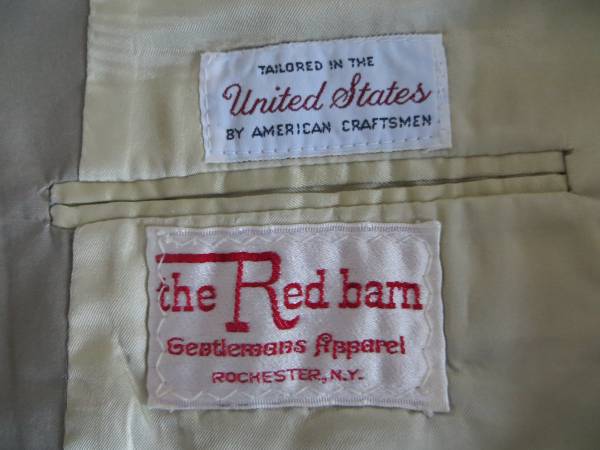 TAILORED IN THE
United States
BY AMERICAN CRAFTSMEN
the Red barn
Gentlemans Apparel
ROCHESTER, N.Y.